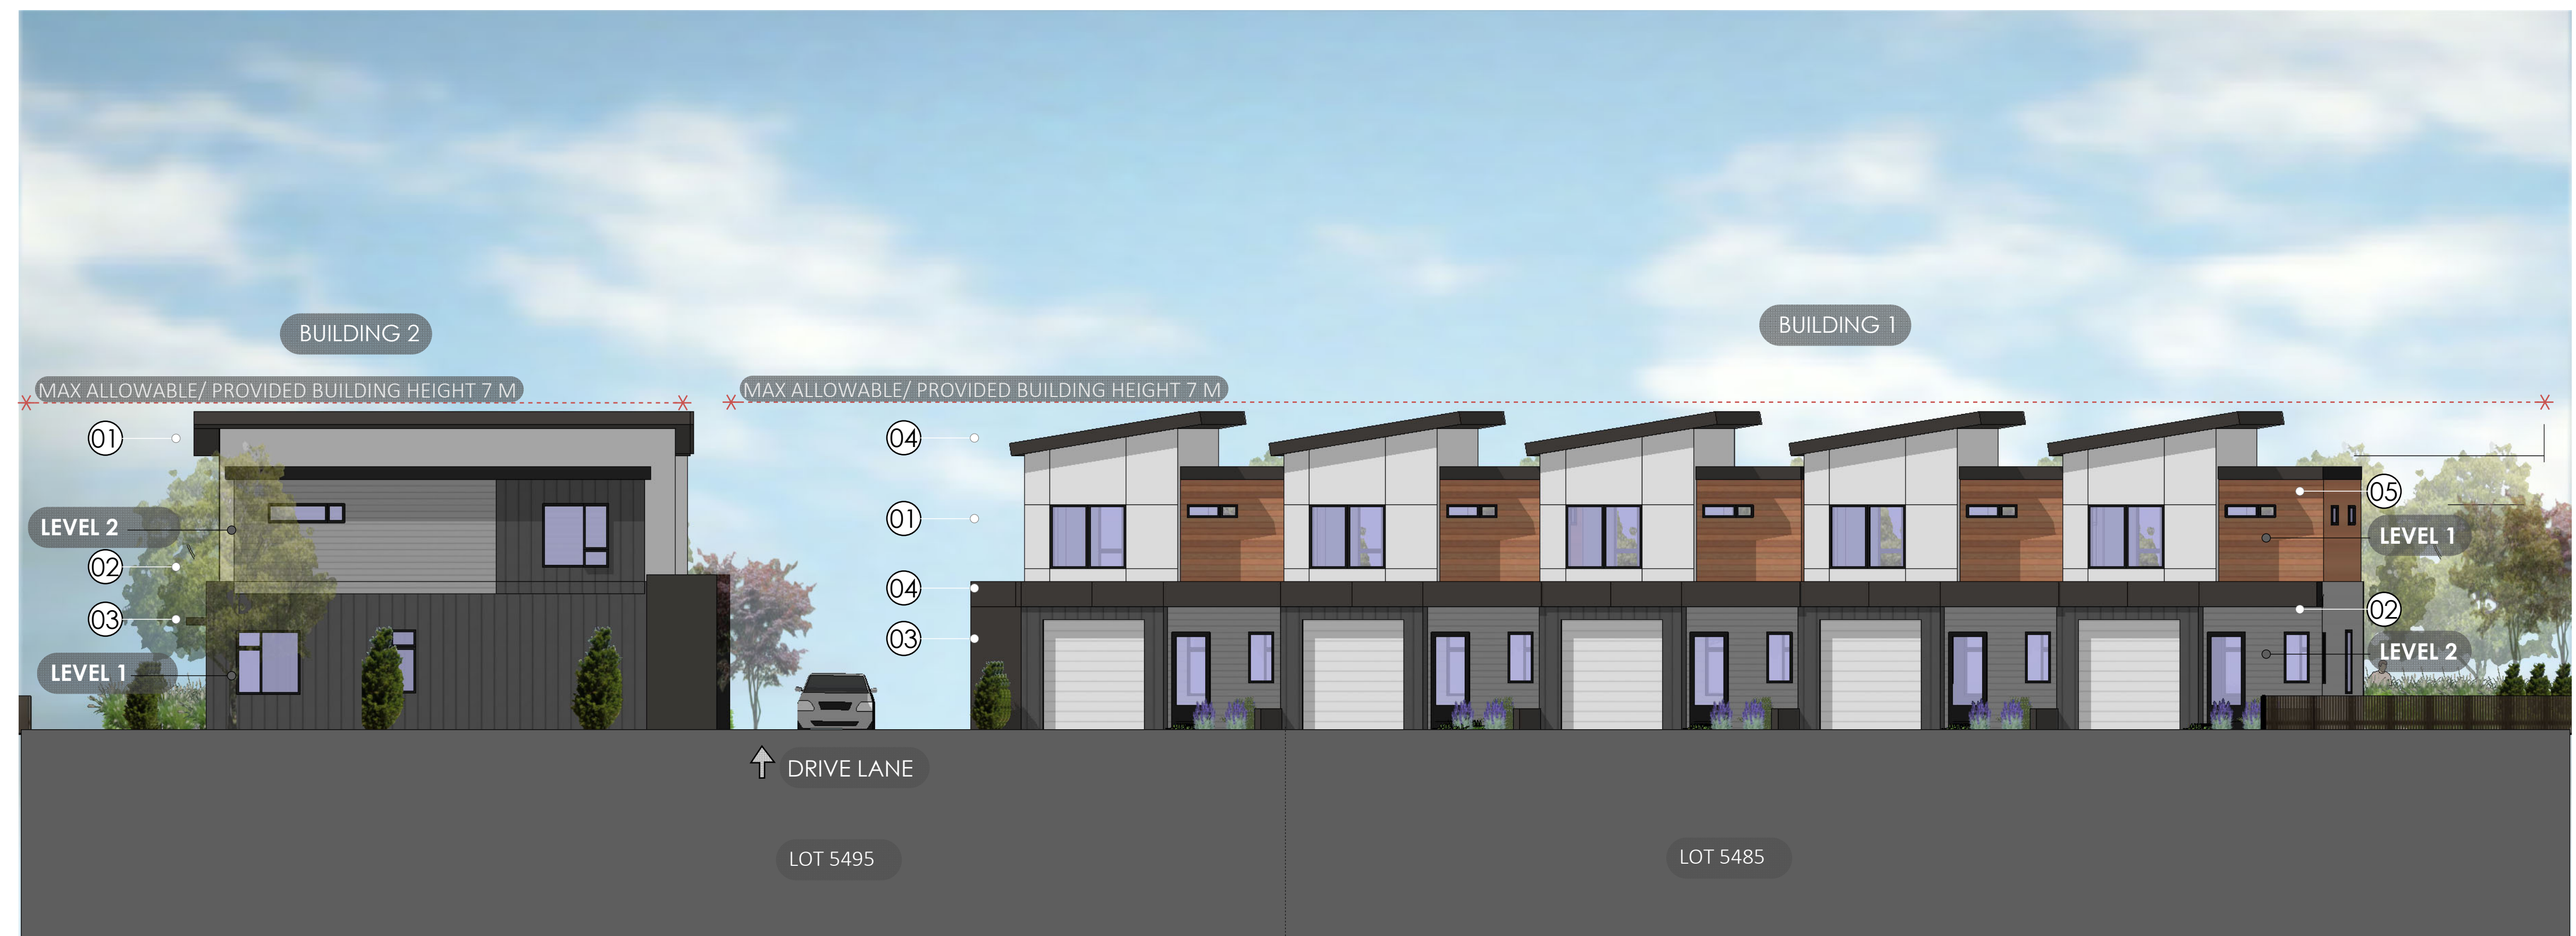 BUILDING 2
BUILDING 1
MAX ALLOWABLE/ PROVIDED BUILDING HEIGHT 7 M
MAX ALLOWABLE/ PROVIDED BUILDING HEIGHT 7 M
01
LEVEL 2
02
03
LEVEL 1
04
01
04
03
05
LEVEL 1
02
LEVEL 2
DRIVE LANE
LOT 5495
LOT 5485